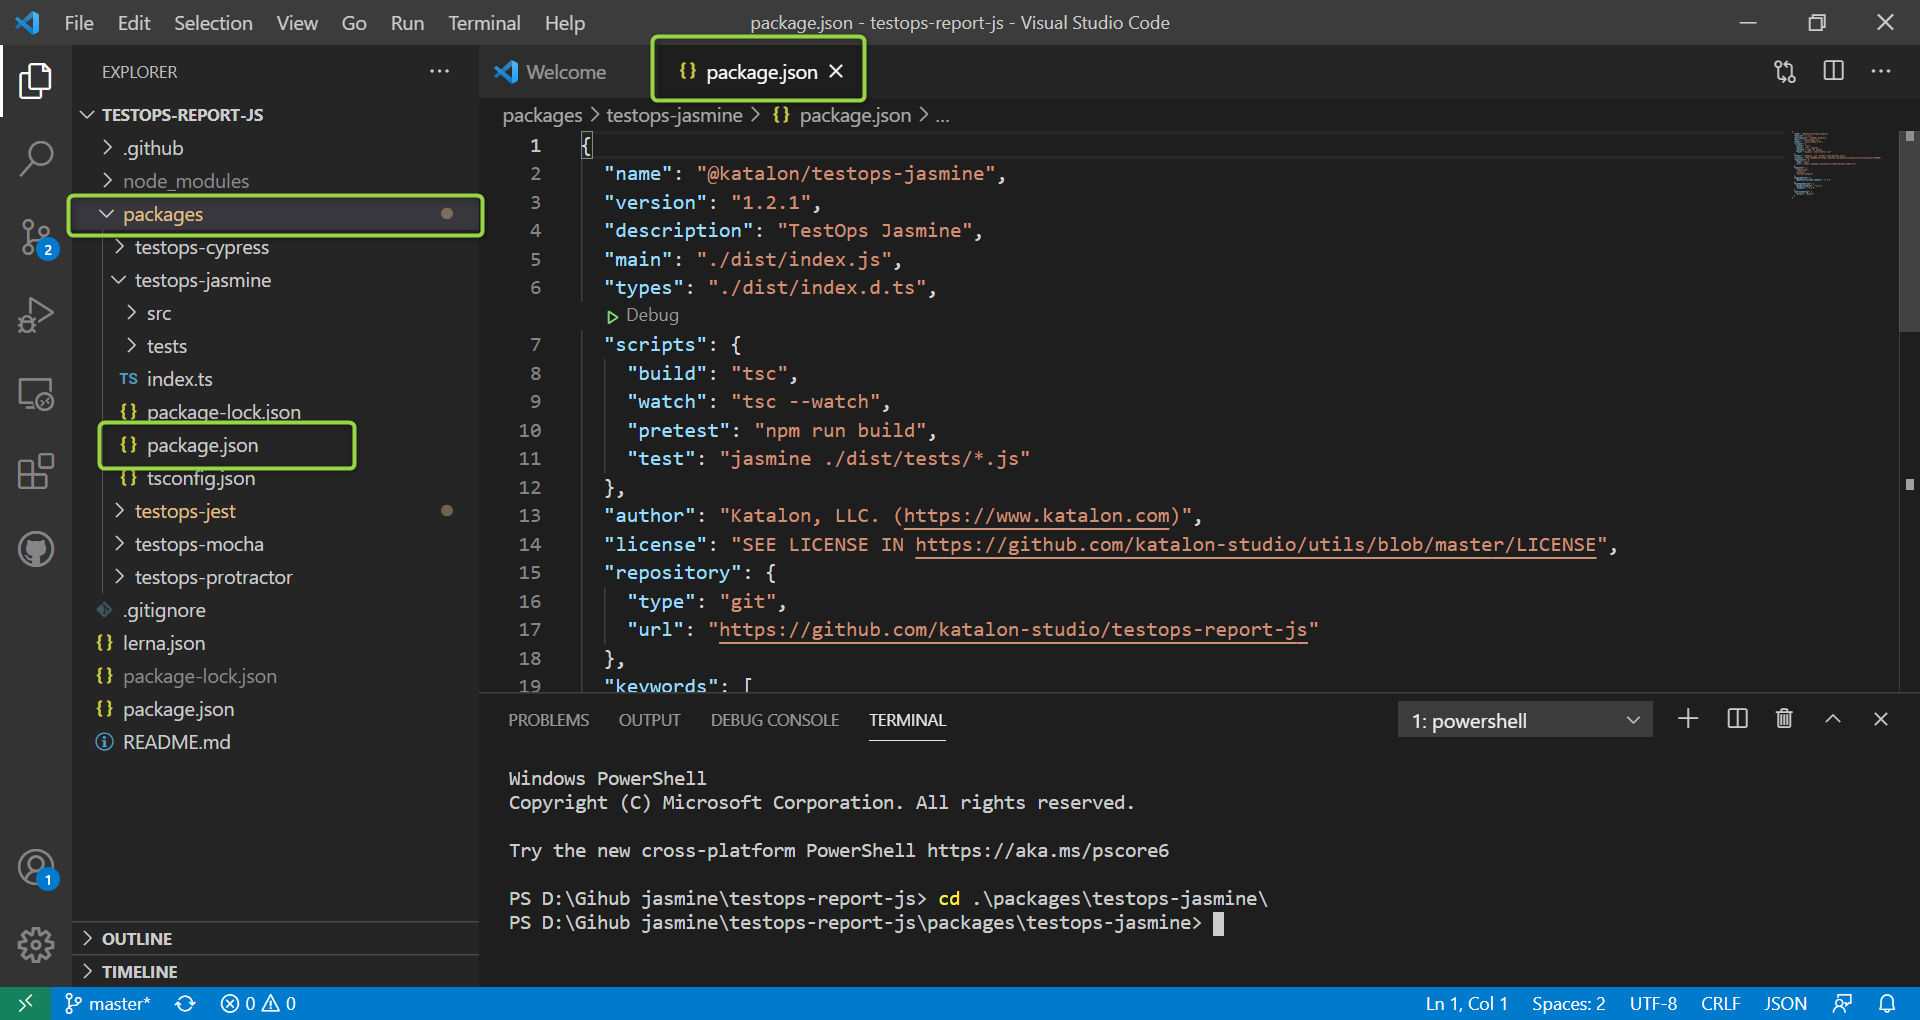 File Edit Selection View Go Run Terminal Help
package.json - testops-report-js - Visual Studio Code
EXPLORER
TESTOPS-REPORT-JS
.github
node_modules
packages
testops-cypress
testops-jasmine
src
tests
TS index.ts
{} package-lock.json
{} package.json
{} tsconfig.json
testops-jest
testops-mocha
testops-protractor
.gitignore
{} lerna.json
{} package-lock.json
{} package.json
README.md
OUTLINE
TIMELINE
2
1
Welcome
{} package.json
packages > testops-jasmine > {} package.json > ...
1 {
2 "name": "@katalon/testops-jasmine",
3 "version": "1.2.1",
4 "description": "TestOps Jasmine",
5 "main": "./dist/index.js",
6 "types": "./dist/index.d.ts",
Debug
7 "scripts": {
8 "build": "tsc",
9 "watch": "tsc --watch",
10 "pretest": "npm run build",
11 "test": "jasmine ./dist/tests/*.js"
12 },
13 "author": "Katalon, LLC. (https://www.katalon.com)",
14 "license": "SEE LICENSE IN https://github.com/katalon-studio/utils/blob/master/LICENSE",
15 "repository": {
16 "type": "git",
17 "url": "https://github.com/katalon-studio/testops-report-js"
18 },
19 "keywords": [
PROBLEMS OUTPUT DEBUG CONSOLE TERMINAL
1: powershell
Windows PowerShell
Copyright (C) Microsoft Corporation. All rights reserved.
Try the new cross-platform PowerShell https://aka.ms/pscore6
PS D:\Gihub jasmine\testops-report-js> cd .\packages\testops-jasmine\
PS D:\Gihub jasmine\testops-report-js\packages\testops-jasmine>
master* 0 0
Ln 1, Col 1 Spaces: 2 UTF-8 CRLF JSON